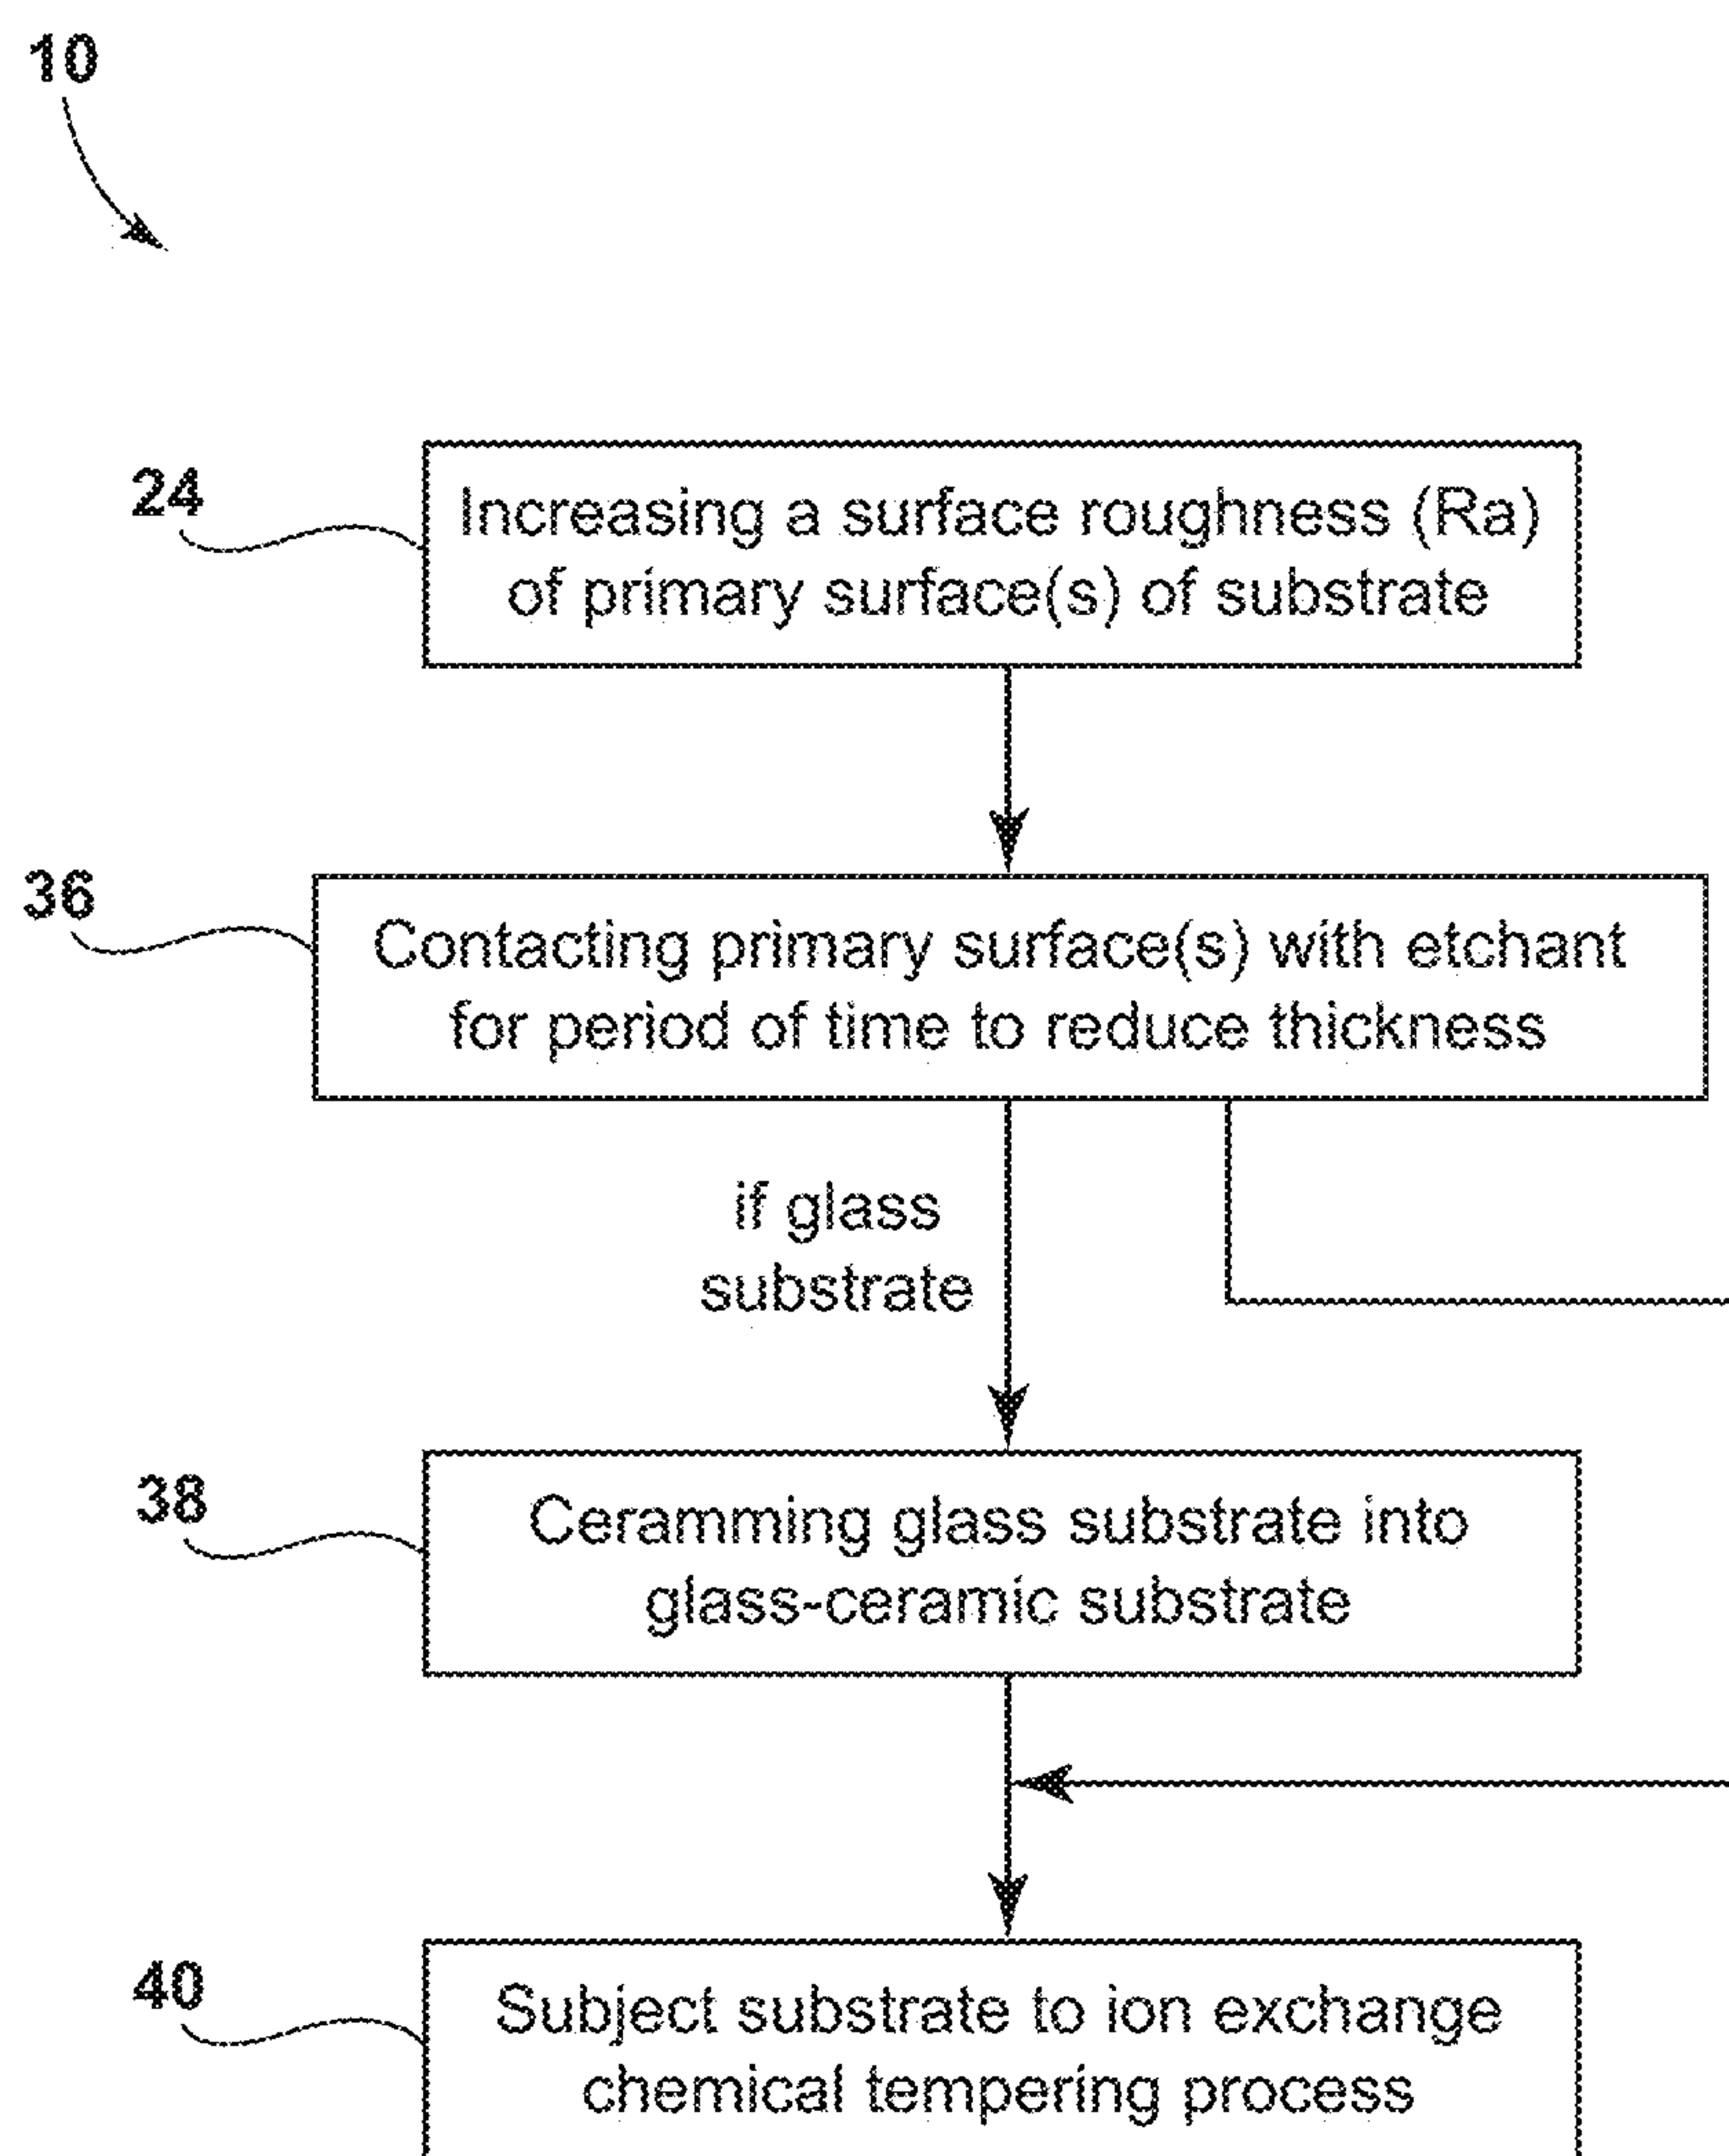 10
24
Increasing a surface roughness (Ra)
of primary surface(s) of substrate
36
Contacting primary surface(s) with etchant
for period of time to reduce thickness
if glass
substrate
38
Ceramming glass substrate into
glass-ceramic substrate
40
Subject substrate to ion exchange
chemical tempering process